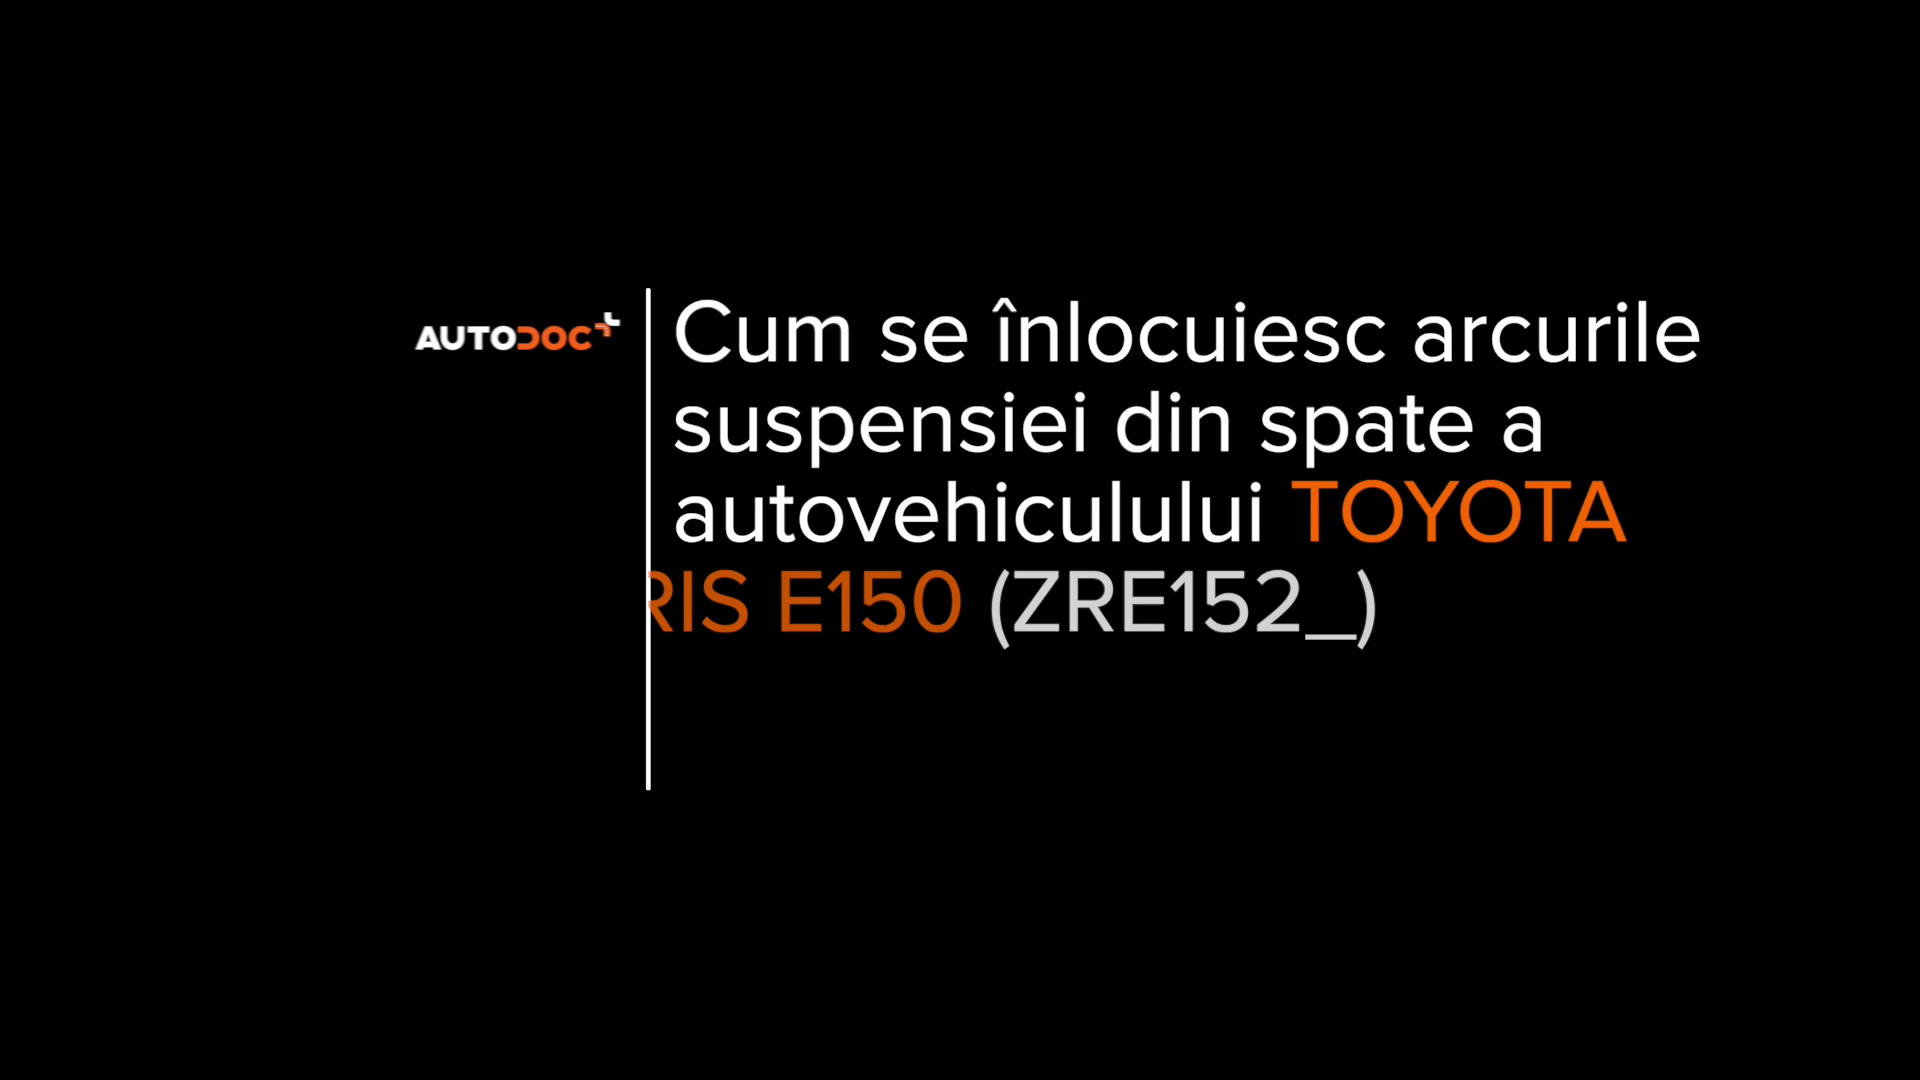 AUTODOC
Cum se înlocuiesc arcurile
suspensiei din spate a
autovehiculului TOYOTA
RIS E150 (ZRE152_)